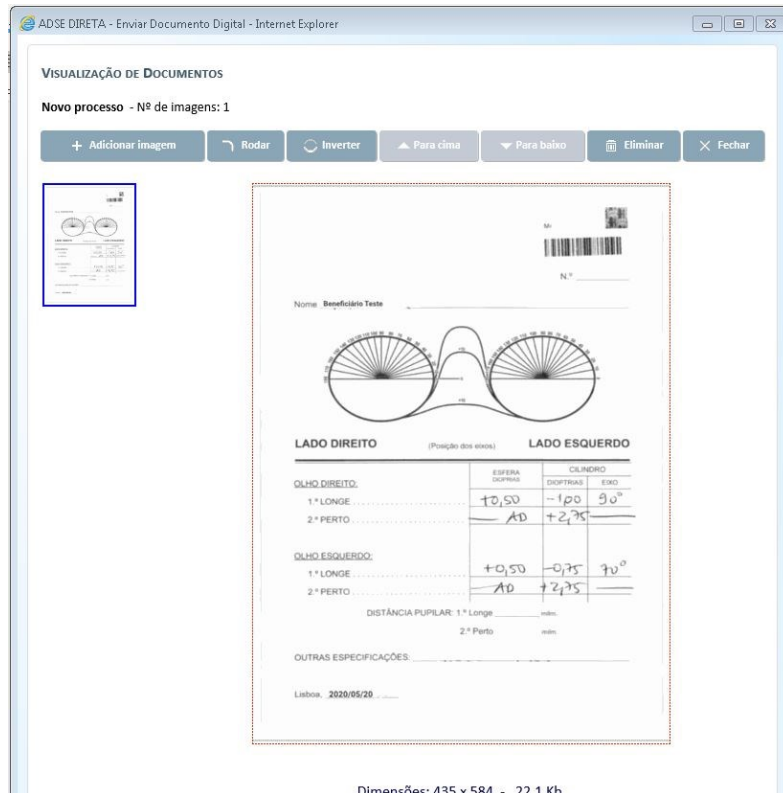 ADSE DIRETA - Enviar Documento Digital - Internet Explorer
VISUALIZAÇÃO DE DOCUMENTOS
Novo processo - Nº de imagens: 1
+ Adicionar imagem Rodar Inverter Para cima Para baixo Eliminar Fechar
N.º
Nome Beneficiário Teste
LADO DIREITO (Posição dos eixos) LADO ESQUERDO
ESFERA CILINDRO
DIOPTRIAS DIOPTRIAS EIXO
OLHO DIREITO:
1.º LONGE +0,50 -1,00 90°
2.º PERTO AD +2,75
OLHO ESQUERDO:
1.º LONGE +0,50 -0,75 70°
2.º PERTO AD +2,75
DISTÂNCIA PUPILAR: 1.º Longe mlm.
2.º Perto mlm.
OUTRAS ESPECIFICAÇÕES:
Lisboa, 2020/05/20
Dimensões: 435 x 584 - 22.1 Kb